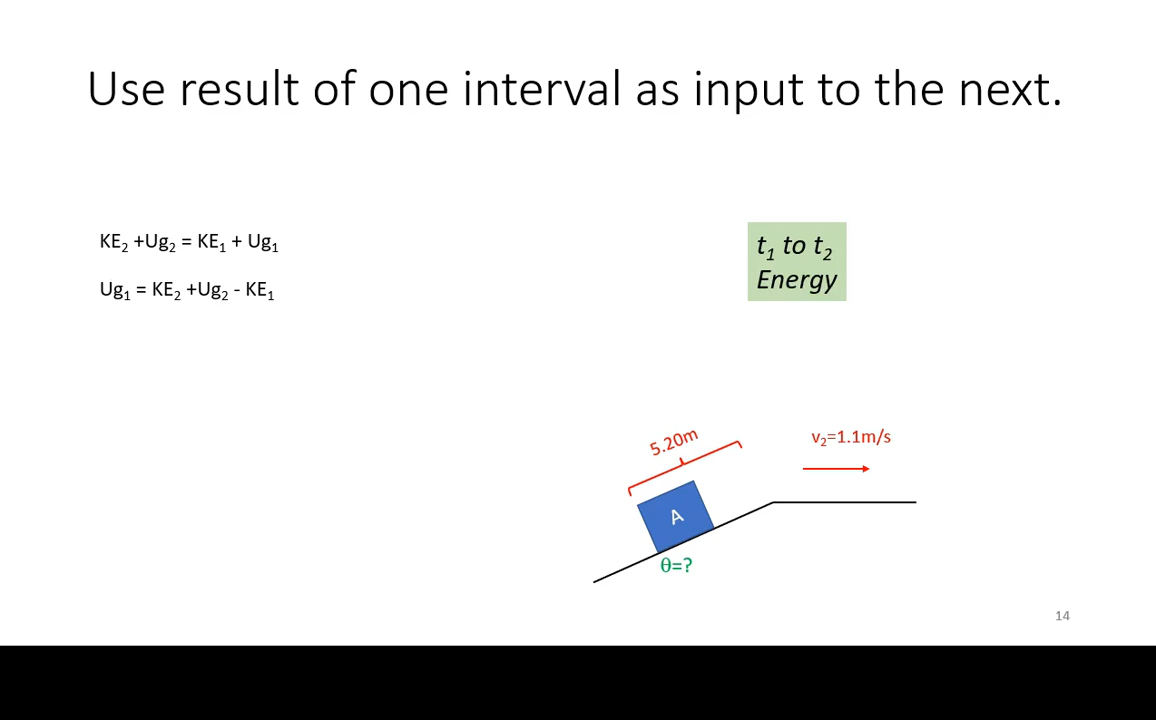 Use result of one interval as input to the next.
KE₂ +Ug₂ = KE₁ + Ug₁
Ug₁ = KE₂ +Ug₂ - KE₁
t₁ to t₂
Energy
5.20m
v₂=1.1m/s
A
θ=?
14